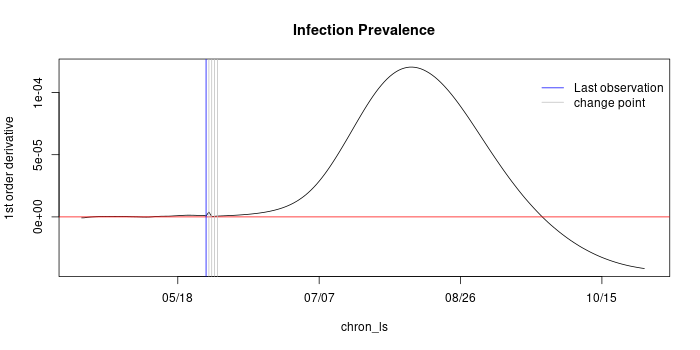 Infection Prevalence
1st order derivative
1e-04
5e-05
0e+00
Last observation
change point
05/18
07/07
08/26
10/15
chron_ls